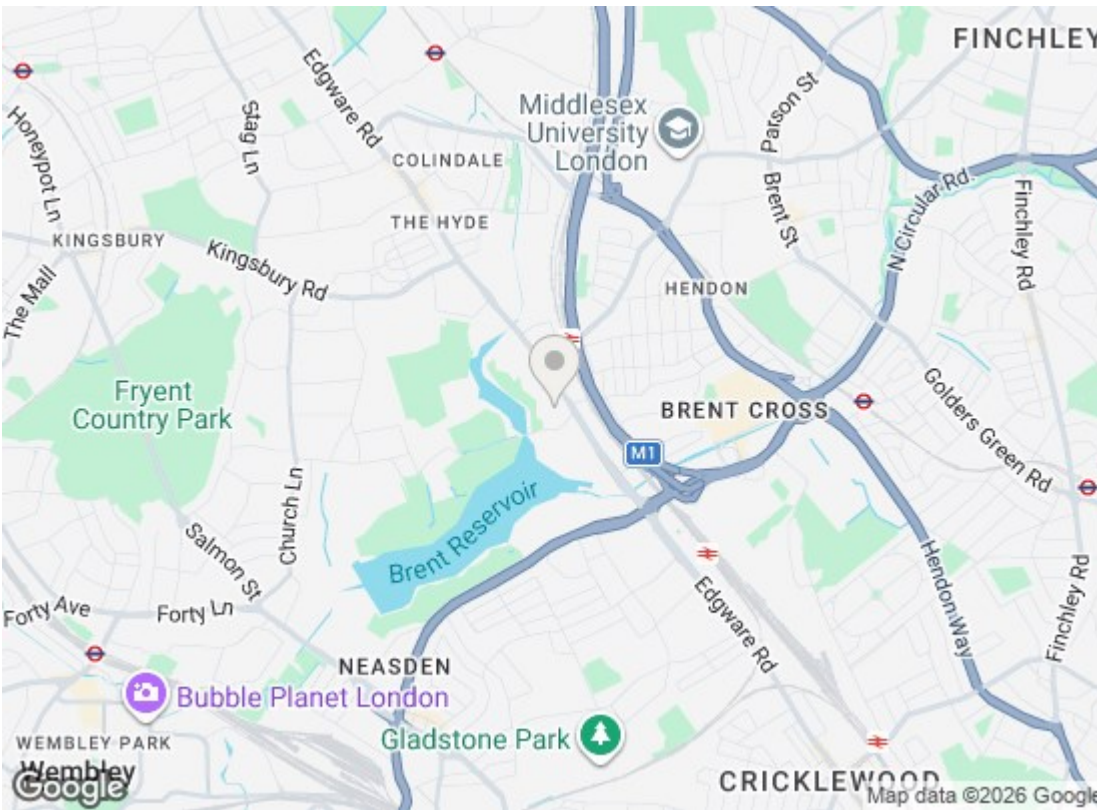 FINCHLEY
Edgware Rd
Middlesex
University
London
Parson St
Honeypot Ln
Stag Ln
COLINDALE
Brent St
N Circular Rd.
Finchley Rd
THE HYDE
KINGSBURY
Kingsbury Rd
The Mall
HENDON
Fryent
Country Park
BRENT CROSS
Golders Green Rd
M1
Church Ln
Brent Reservoir
Salmon St
Hendon Way
Forty Ave
Forty Ln
Edgware Rd
Finchley Rd
NEASDEN
Bubble Planet London
Gladstone Park
WEMBLEY PARK
Wembley
CRICKLEWOOD
Google
Map data ©2026 Google